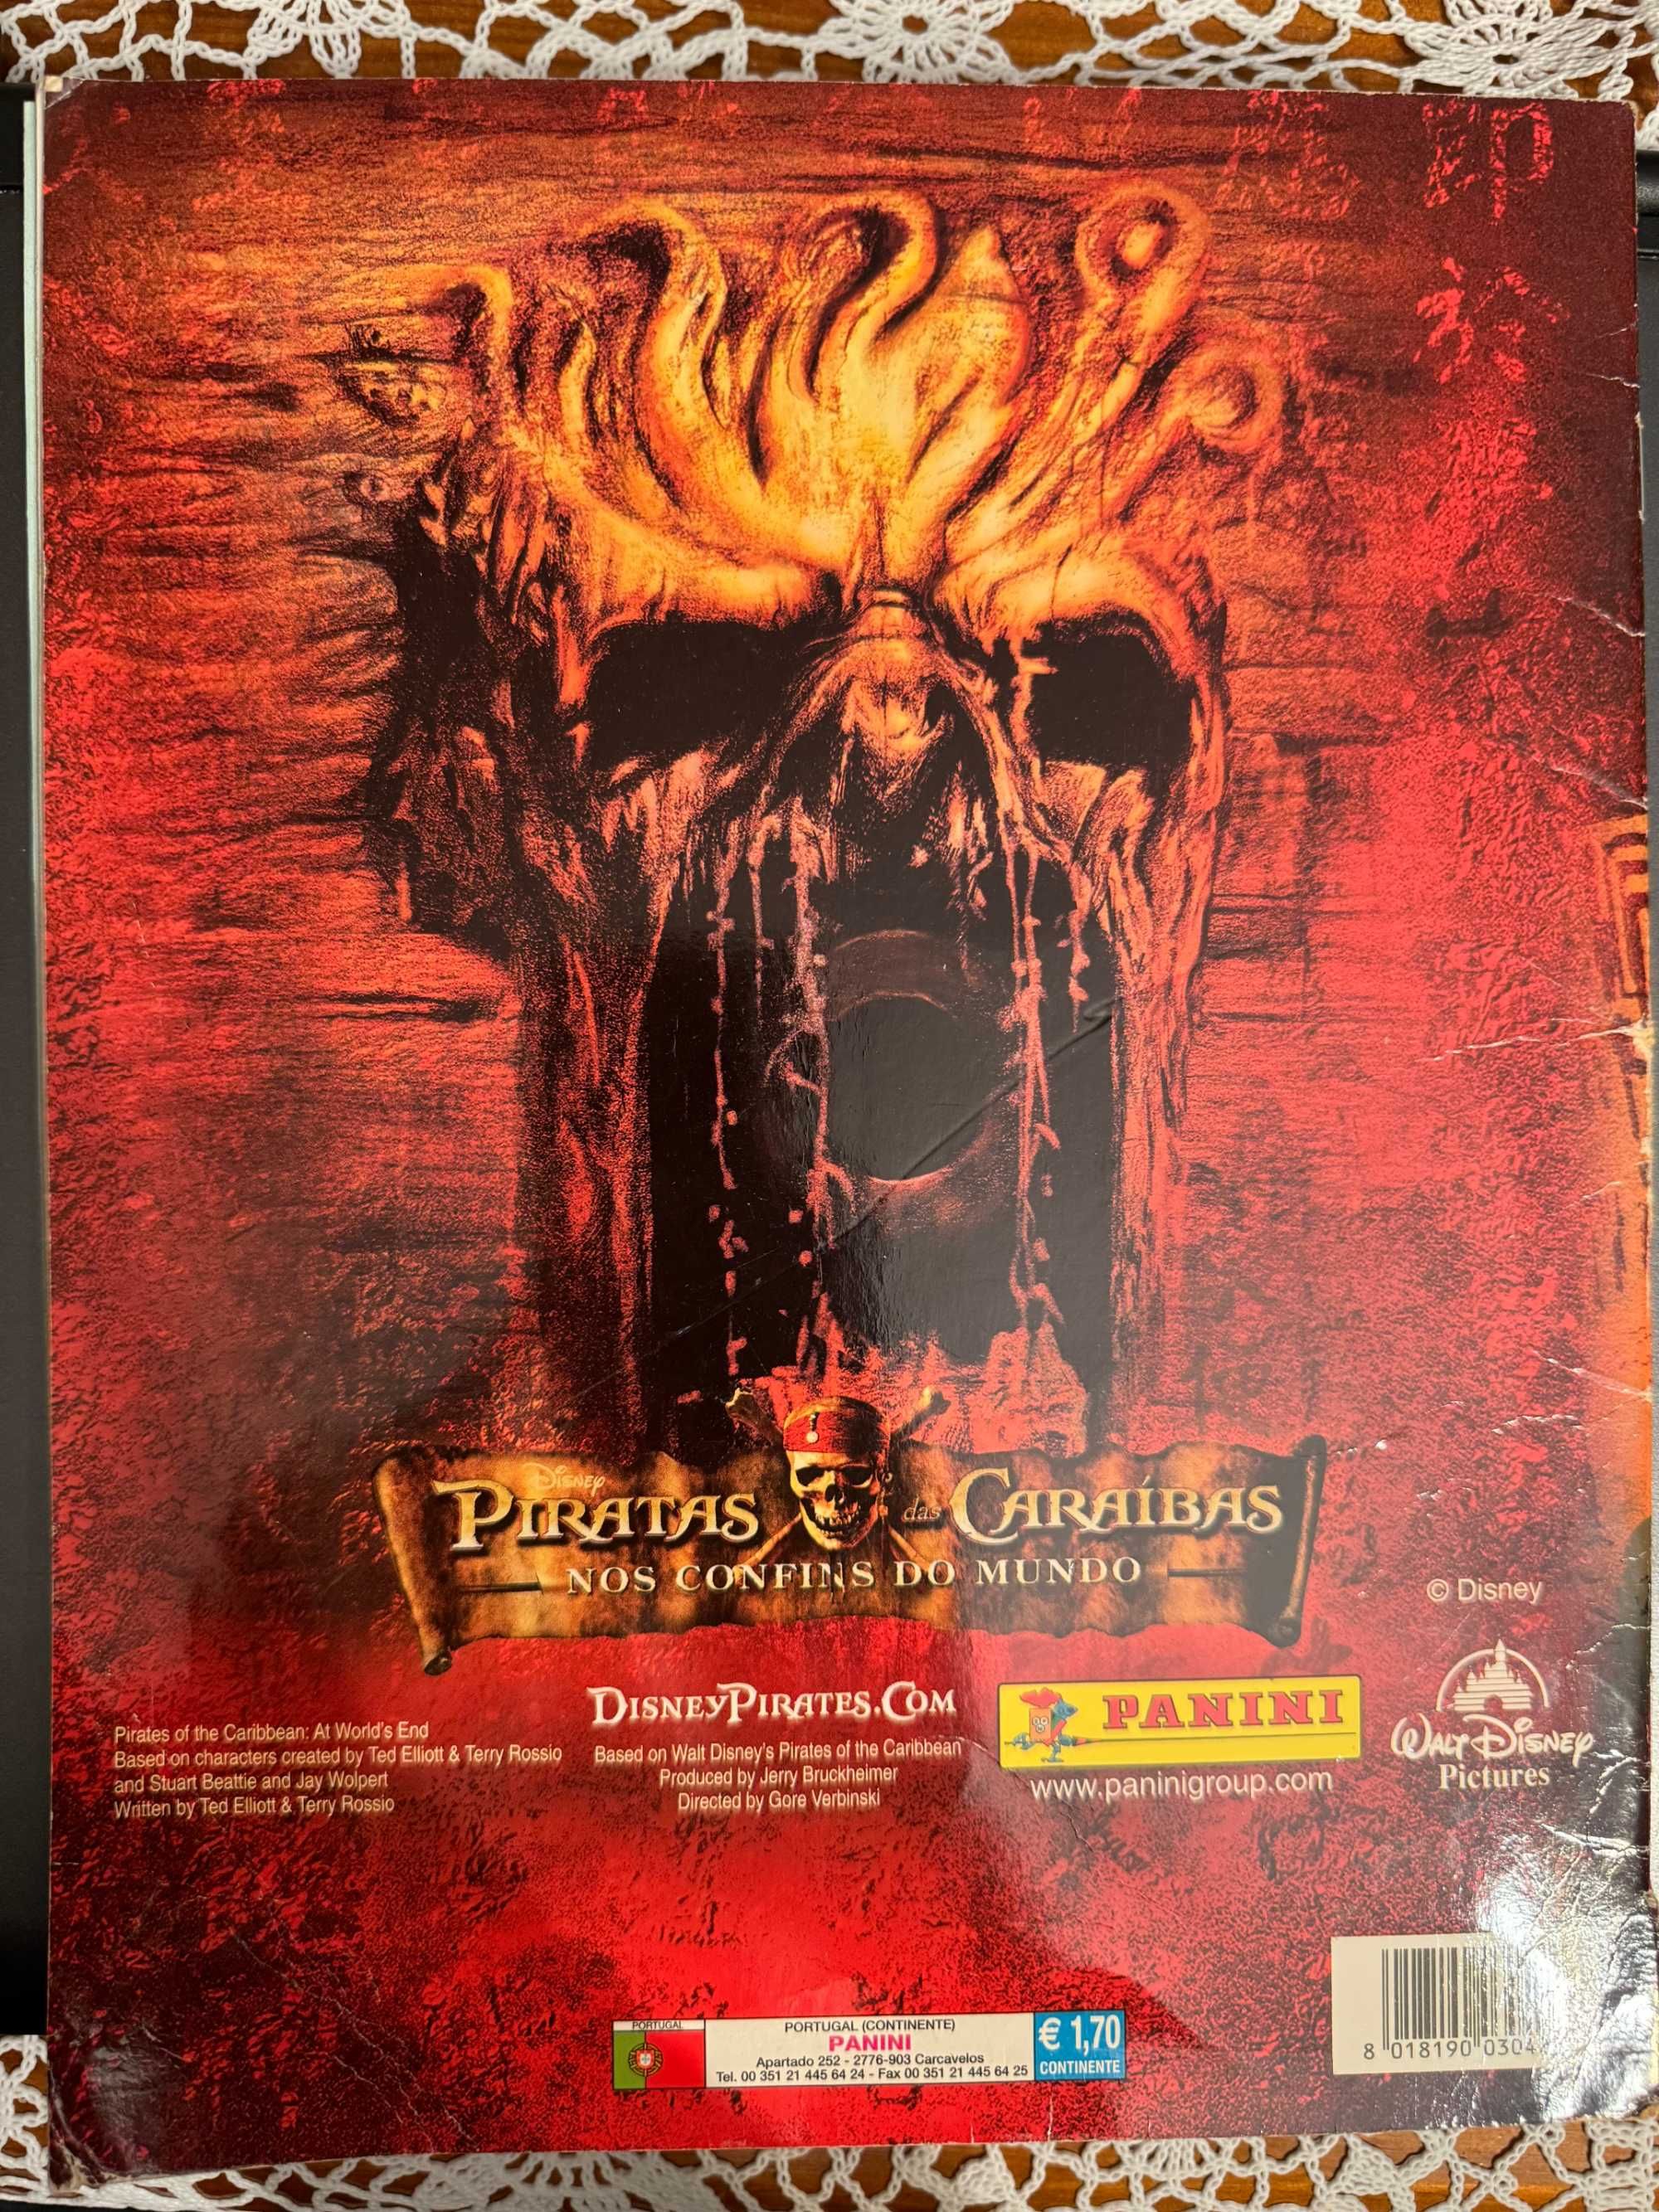 DISNEY
PIRATAS das CARAÍBAS
NOS CONFINS DO MUNDO
© Disney
Pirates of the Caribbean: At World's End
Based on characters created by Ted Elliott & Terry Rossio
and Stuart Beattie and Jay Wolpert
Written by Ted Elliott & Terry Rossio
DISNEYPIRATES.COM
Based on Walt Disney's Pirates of the Caribbean
Produced by Jerry Bruckheimer
Directed by Gore Verbinski
PANINI
www.paninigroup.com
WALT DISNEY
Pictures
PORTUGAL
PORTUGAL (CONTINENTE)
PANINI
Apartado 252 - 2776-903 Carcavelos
Tel. 00 351 21 445 64 24 - Fax 00 351 21 445 64 25
€ 1,70
CONTINENTE
8 018190 0304